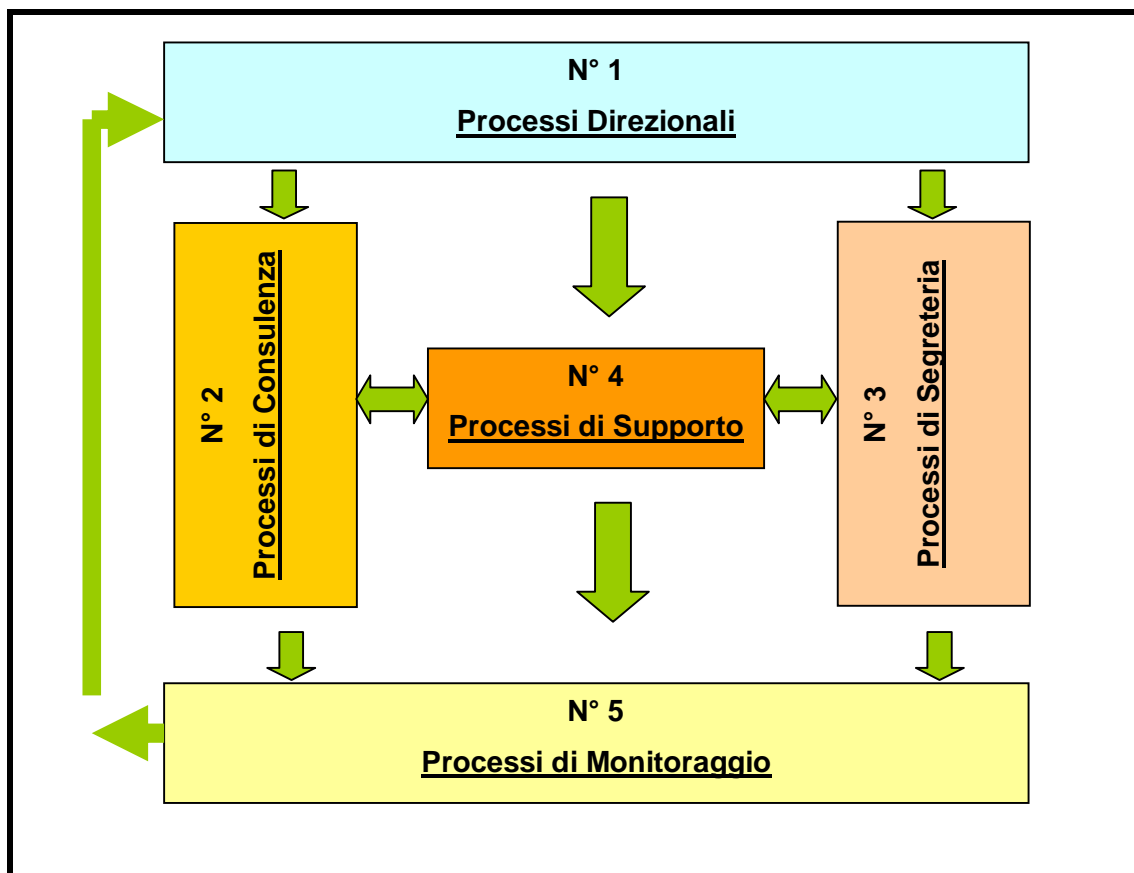 N° 1
Processi Direzionali
N° 2
Processi di Consulenza
N° 4
Processi di Supporto
N° 3
Processi di Segreteria
N° 5
Processi di Monitoraggio